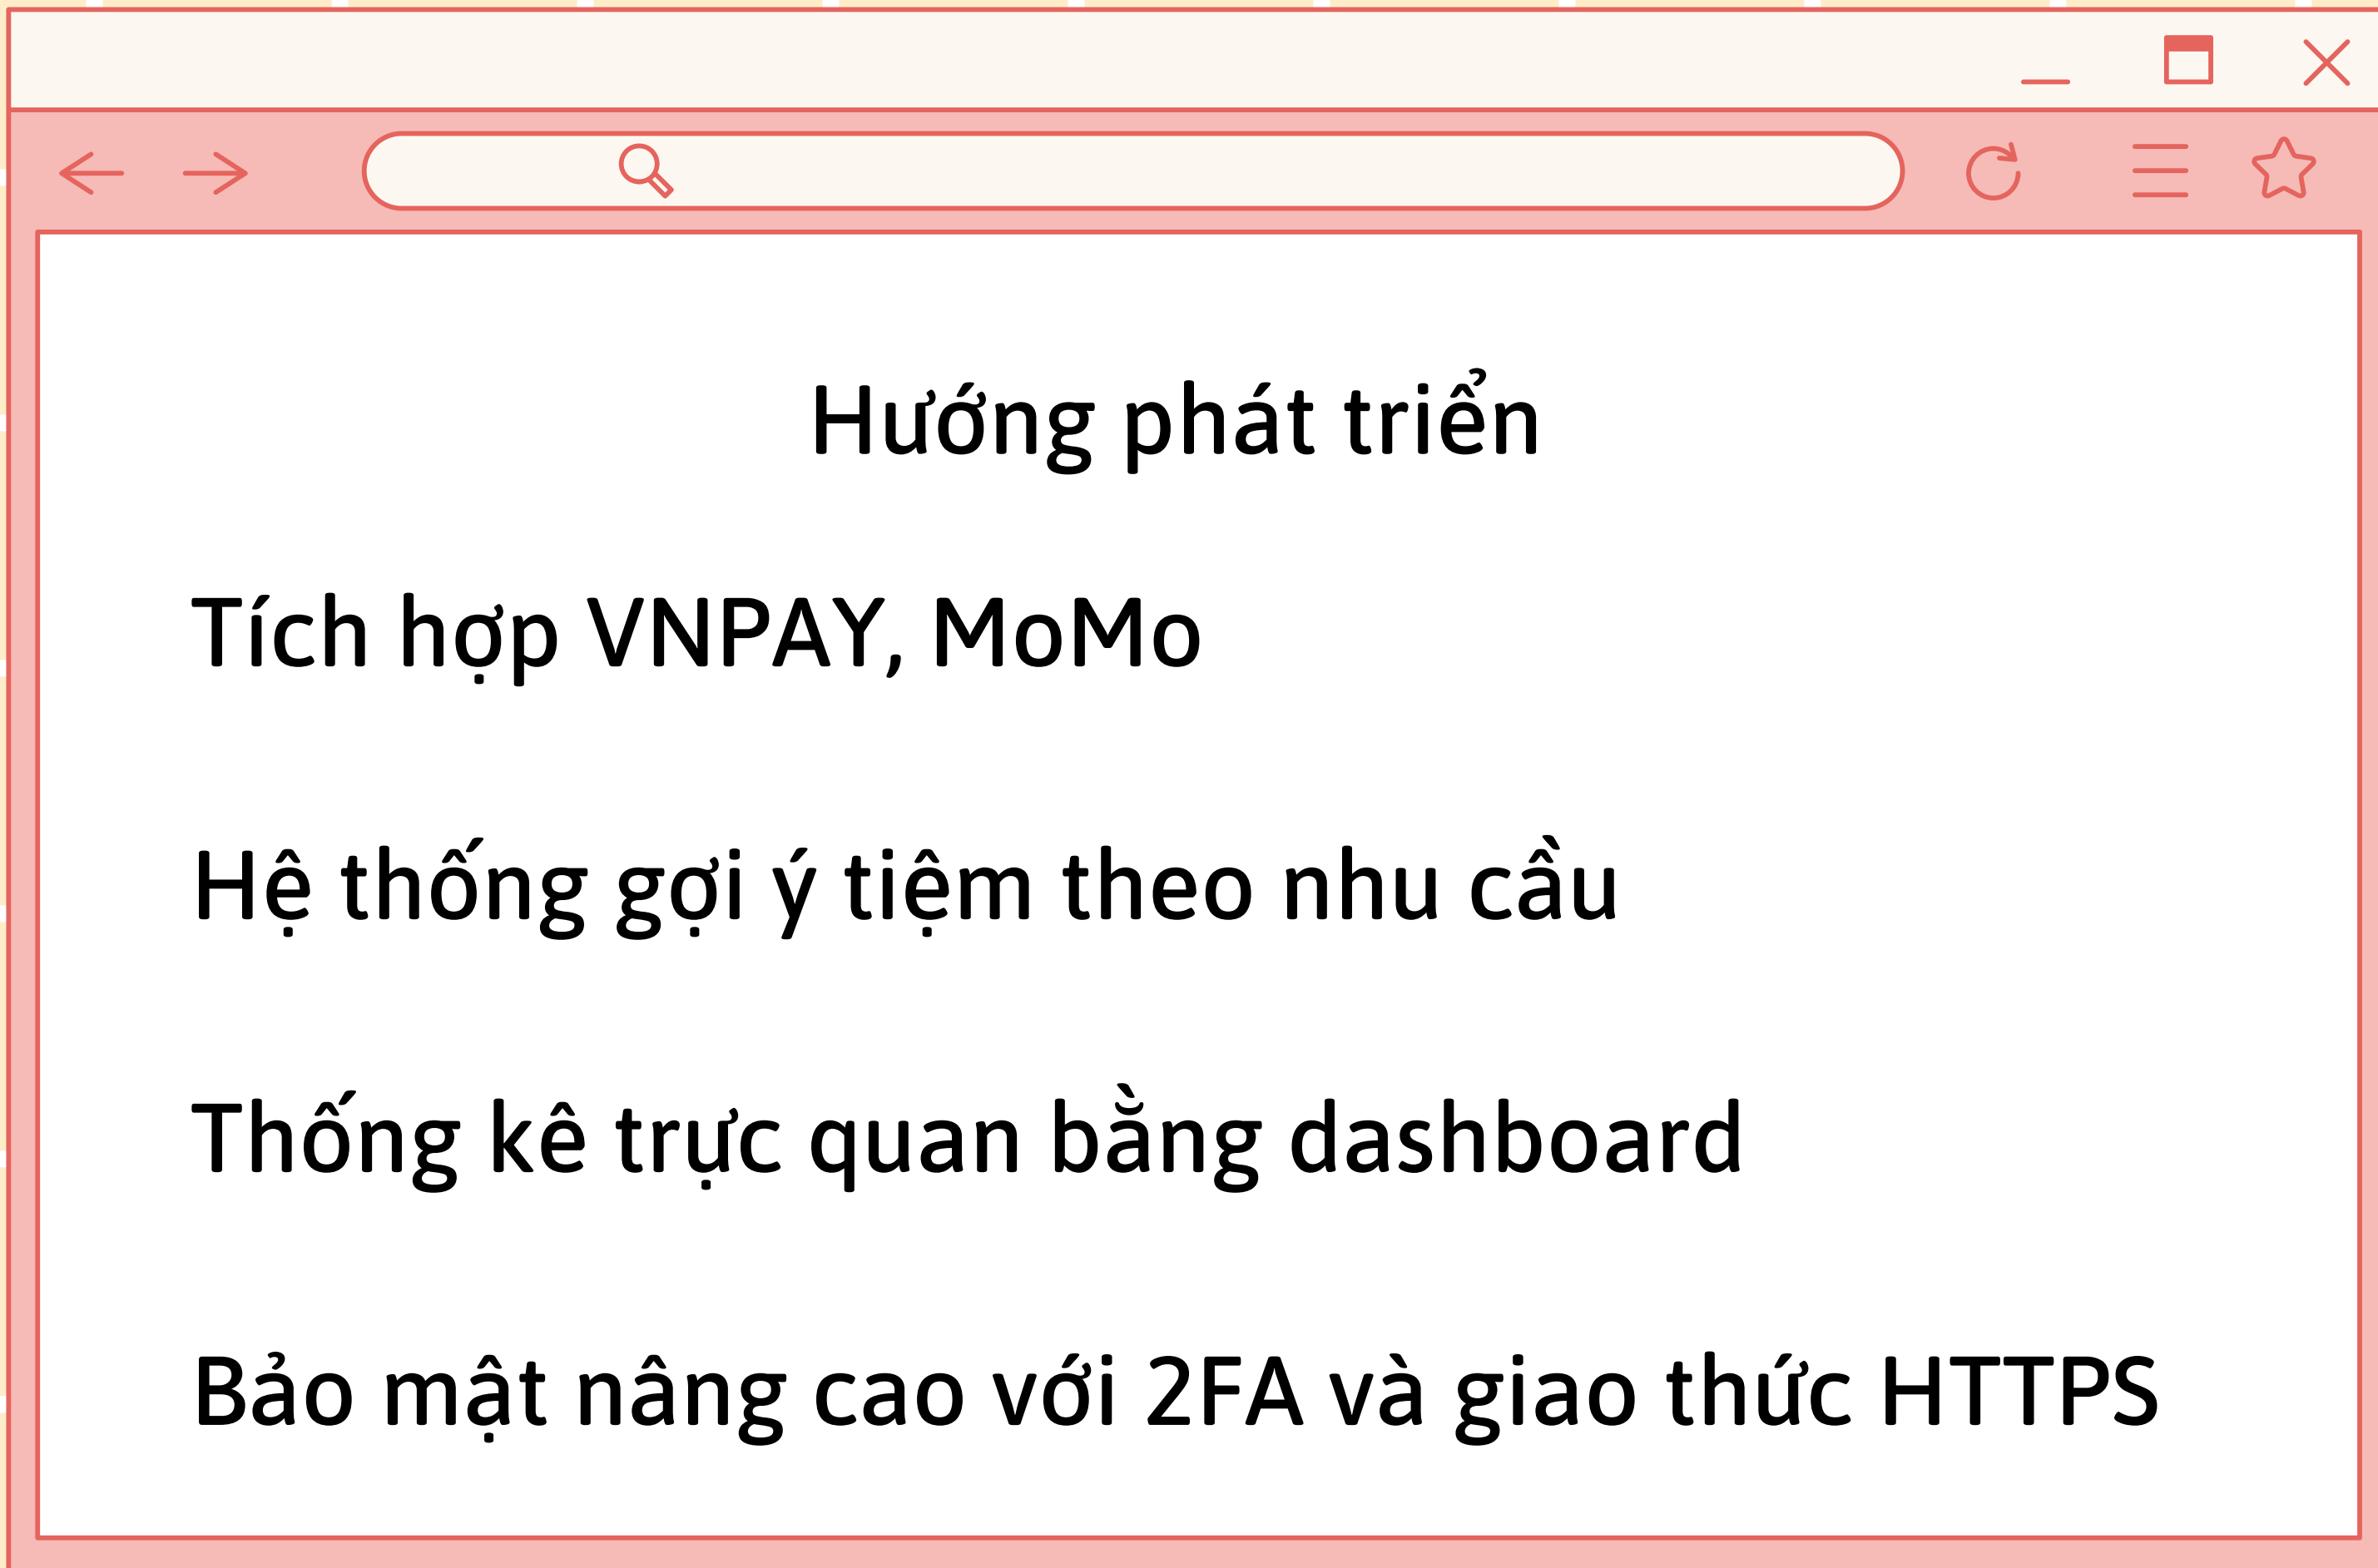 Hướng phát triển
Tích hợp VNPAY, MoMo
Hệ thống gợi ý tiệm theo nhu cầu
Thống kê trực quan bằng dashboard
Bảo mật nâng cao với 2FA và giao thức HTTPS